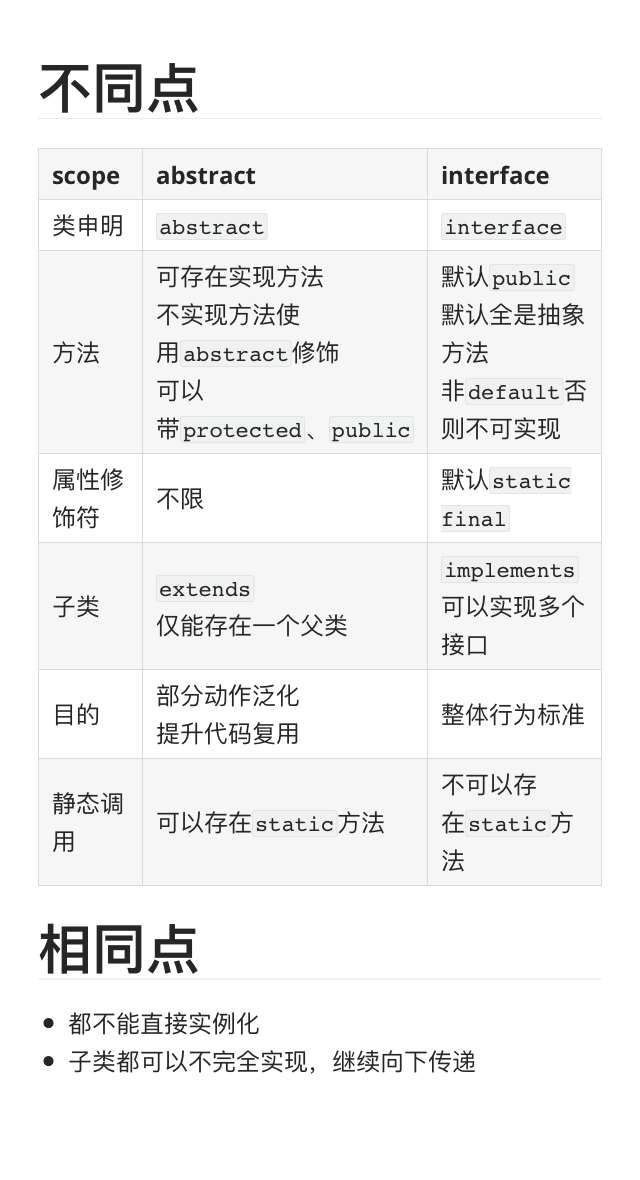 不同点
scope abstract interface
类申明 abstract interface
方法
可存在实现方法
不实现方法使
用abstract修饰
可以
带protected、public
默认public
默认全是抽象
方法
非default否
则不可实现
属性修
饰符
不限
默认static
final
子类
extends
仅能存在一个父类
implements
可以实现多个
接口
目的
部分动作泛化
提升代码复用
整体行为标准
静态调
用
可以存在static方法
不可以存
在static方
法
相同点
都不能直接实例化
子类都可以不完全实现，继续向下传递